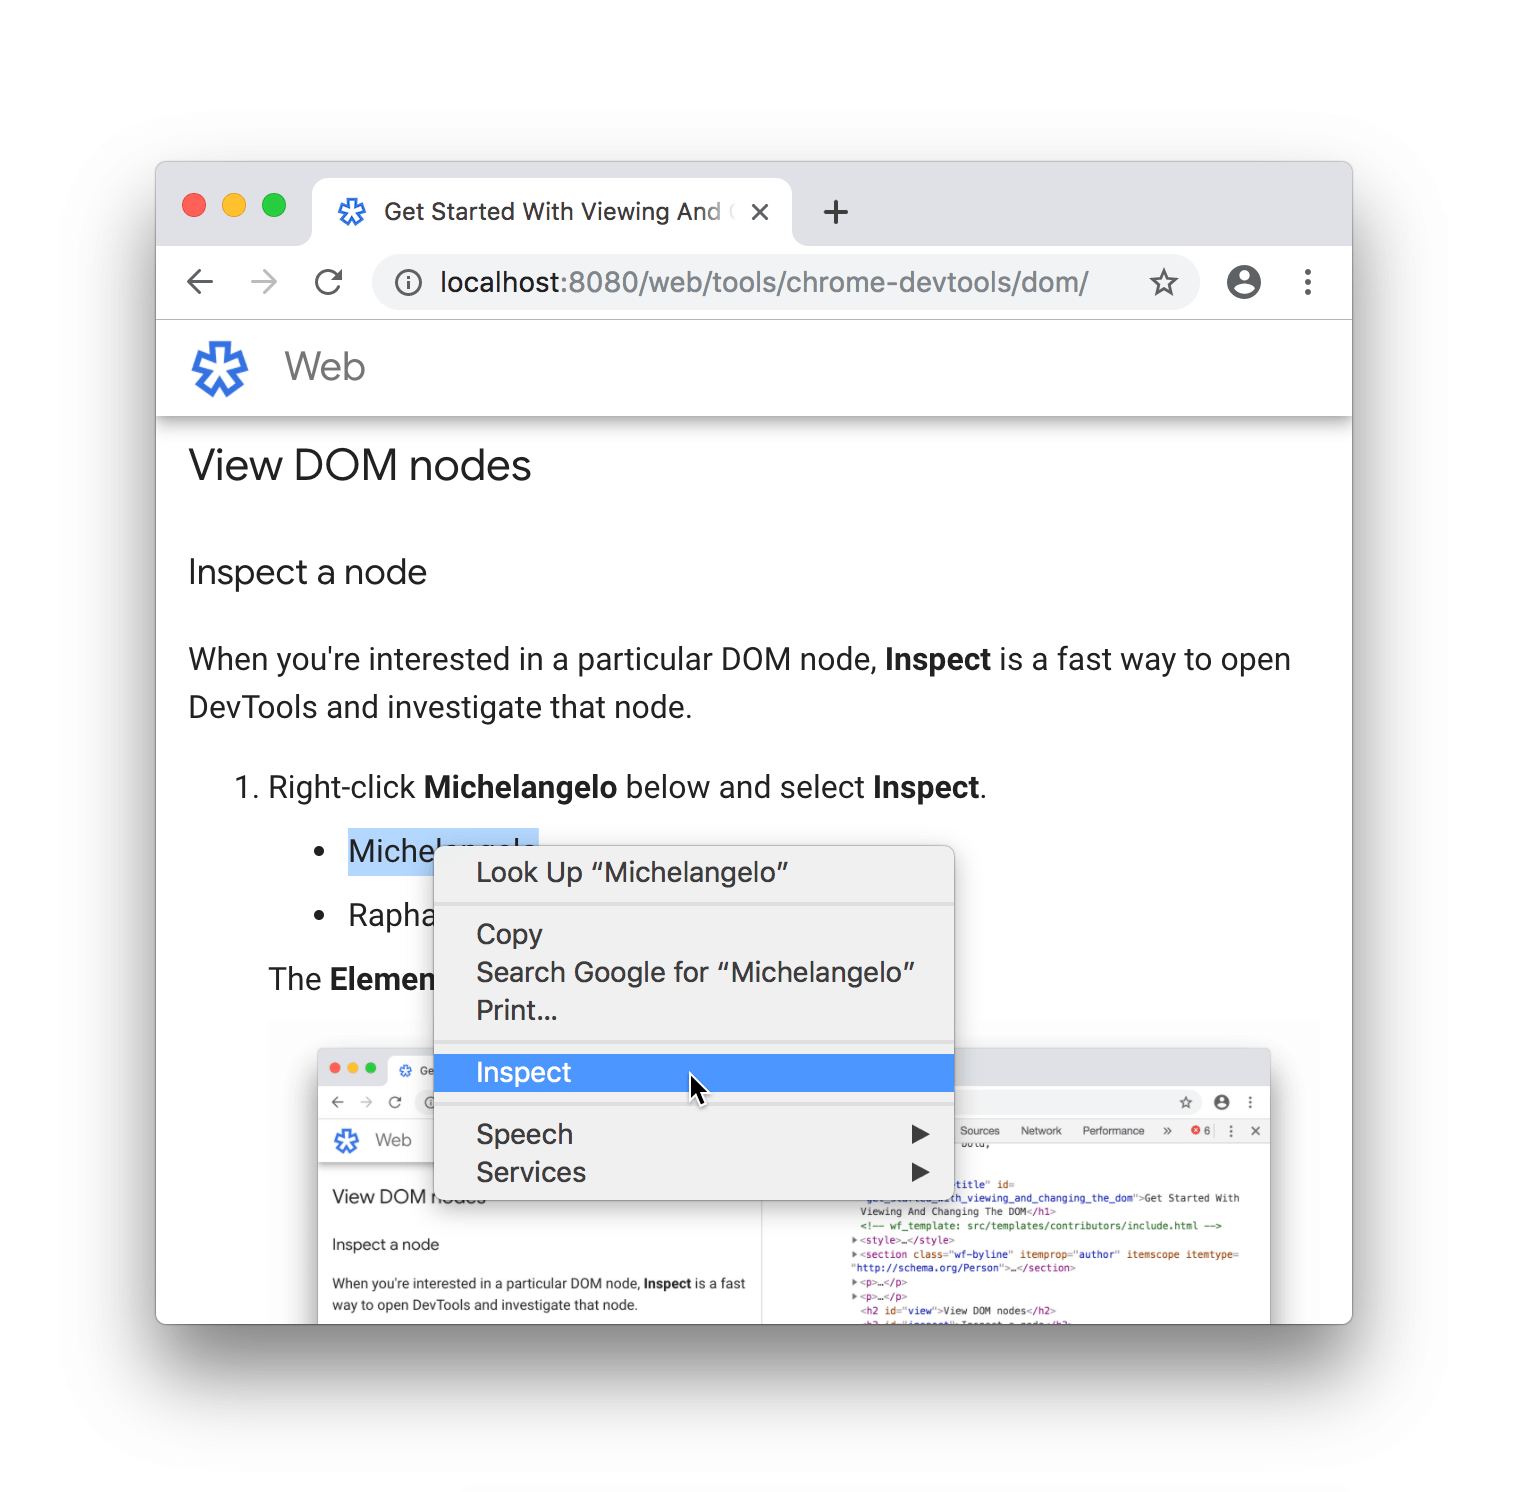 Get Started With Viewing And
localhost:8080/web/tools/chrome-devtools/dom/
Web
View DOM nodes
Inspect a node
When you're interested in a particular DOM node, Inspect is a fast way to open
DevTools and investigate that node.
1. Right-click Michelangelo below and select Inspect.
• Michelangelo
• Rapha
The Elemen
Look Up “Michelangelo”
Copy
Search Google for “Michelangelo”
Print...
Inspect
Speech
Services
Ge
Web
Sources Network Performance » 6
bold;
title" id=
"get_started_with_viewing_and_changing_the_dom">Get Started With
Viewing And Changing The DOM</h1>
<!-- wf_template: src/templates/contributors/include.html -->
<style>…</style>
<section class="wf-byline" itemprop="author" itemscope itemtype=
"http://schema.org/Person">…</section>
<p>…</p>
<p>…</p>
<h2 id="view">View DOM nodes</h2>
View DOM nodes
Inspect a node
When you're interested in a particular DOM node, Inspect is a fast
way to open DevTools and investigate that node.